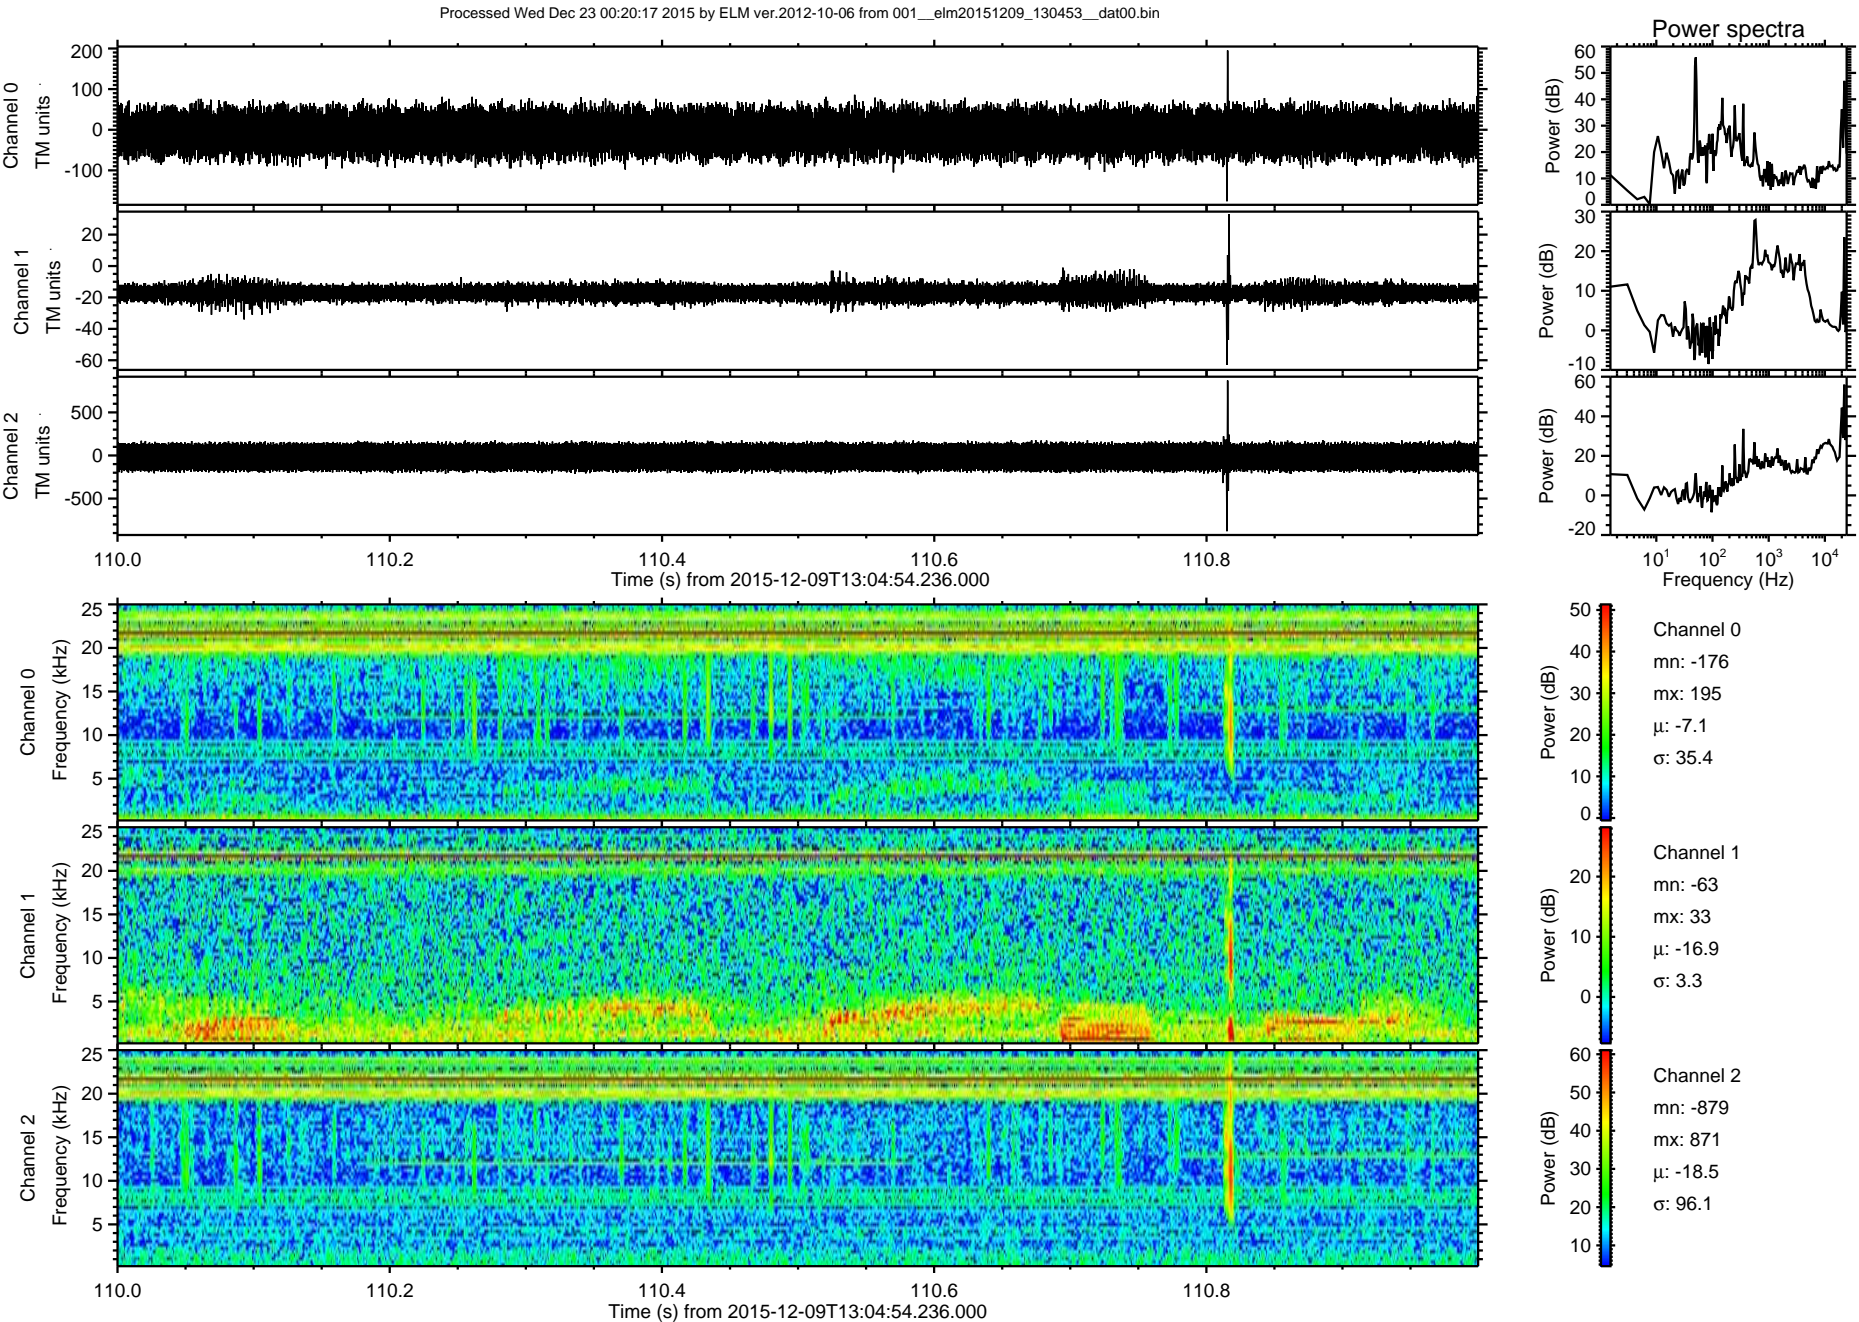 Processed Wed Dec 23 00:20:17 2015 by ELM ver.2012-10-06 from 001__elm20151209_130453__dat00.bin
Power spectra
Channel 0
TM units
200
100
0
-100
Power (dB)
60
50
40
30
20
10
0
Channel 1
TM units
20
0
-20
-40
-60
Power (dB)
30
20
10
0
-10
Channel 2
TM units
500
0
-500
Power (dB)
60
40
20
0
-20
110.0 110.2 110.4 110.6 110.8
Time (s) from 2015-12-09T13:04:54.236.000
10¹ 10² 10³ 10⁴
Frequency (Hz)
Channel 0
Frequency (kHz)
25
20
15
10
5
Power (dB)
50
40
30
20
10
0
Channel 0
mn: -176
mx: 195
μ: -7.1
σ: 35.4
Channel 1
Frequency (kHz)
25
20
15
10
5
Power (dB)
20
10
0
Channel 1
mn: -63
mx: 33
μ: -16.9
σ: 3.3
Channel 2
Frequency (kHz)
25
20
15
10
5
Power (dB)
60
50
40
30
20
10
Channel 2
mn: -879
mx: 871
μ: -18.5
σ: 96.1
110.0 110.2 110.4 110.6 110.8
Time (s) from 2015-12-09T13:04:54.236.000